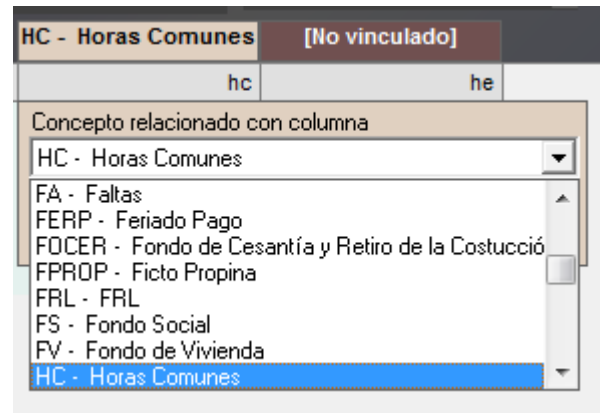 HC - Horas Comunes [No vinculado]
hc he
Concepto relacionado con columna
HC - Horas Comunes
FA - Faltas
FERP - Feriado Pago
FOCER - Fondo de Cesantía y Retiro de la Costucció
FPROP - Ficto Propina
FRL - FRL
FS - Fondo Social
FV - Fondo de Vivienda
HC - Horas Comunes